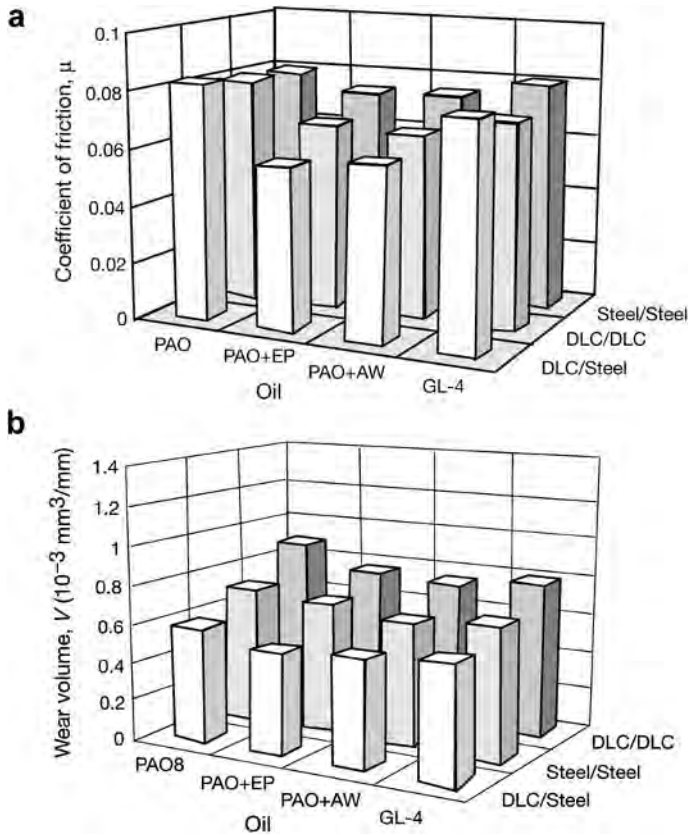 a
Coefficient of friction, μ
0.1
0.08
0.06
0.04
0.02
0
PAO
PAO+EP
PAO+AW
GL-4
Oil
Steel/Steel
DLC/DLC
DLC/Steel
b
Wear volume, V (10⁻³ mm³/mm)
1.4
1.2
1
0.8
0.6
0.4
0.2
0
PAO8
PAO+EP
PAO+AW
GL-4
Oil
DLC/DLC
Steel/Steel
DLC/Steel